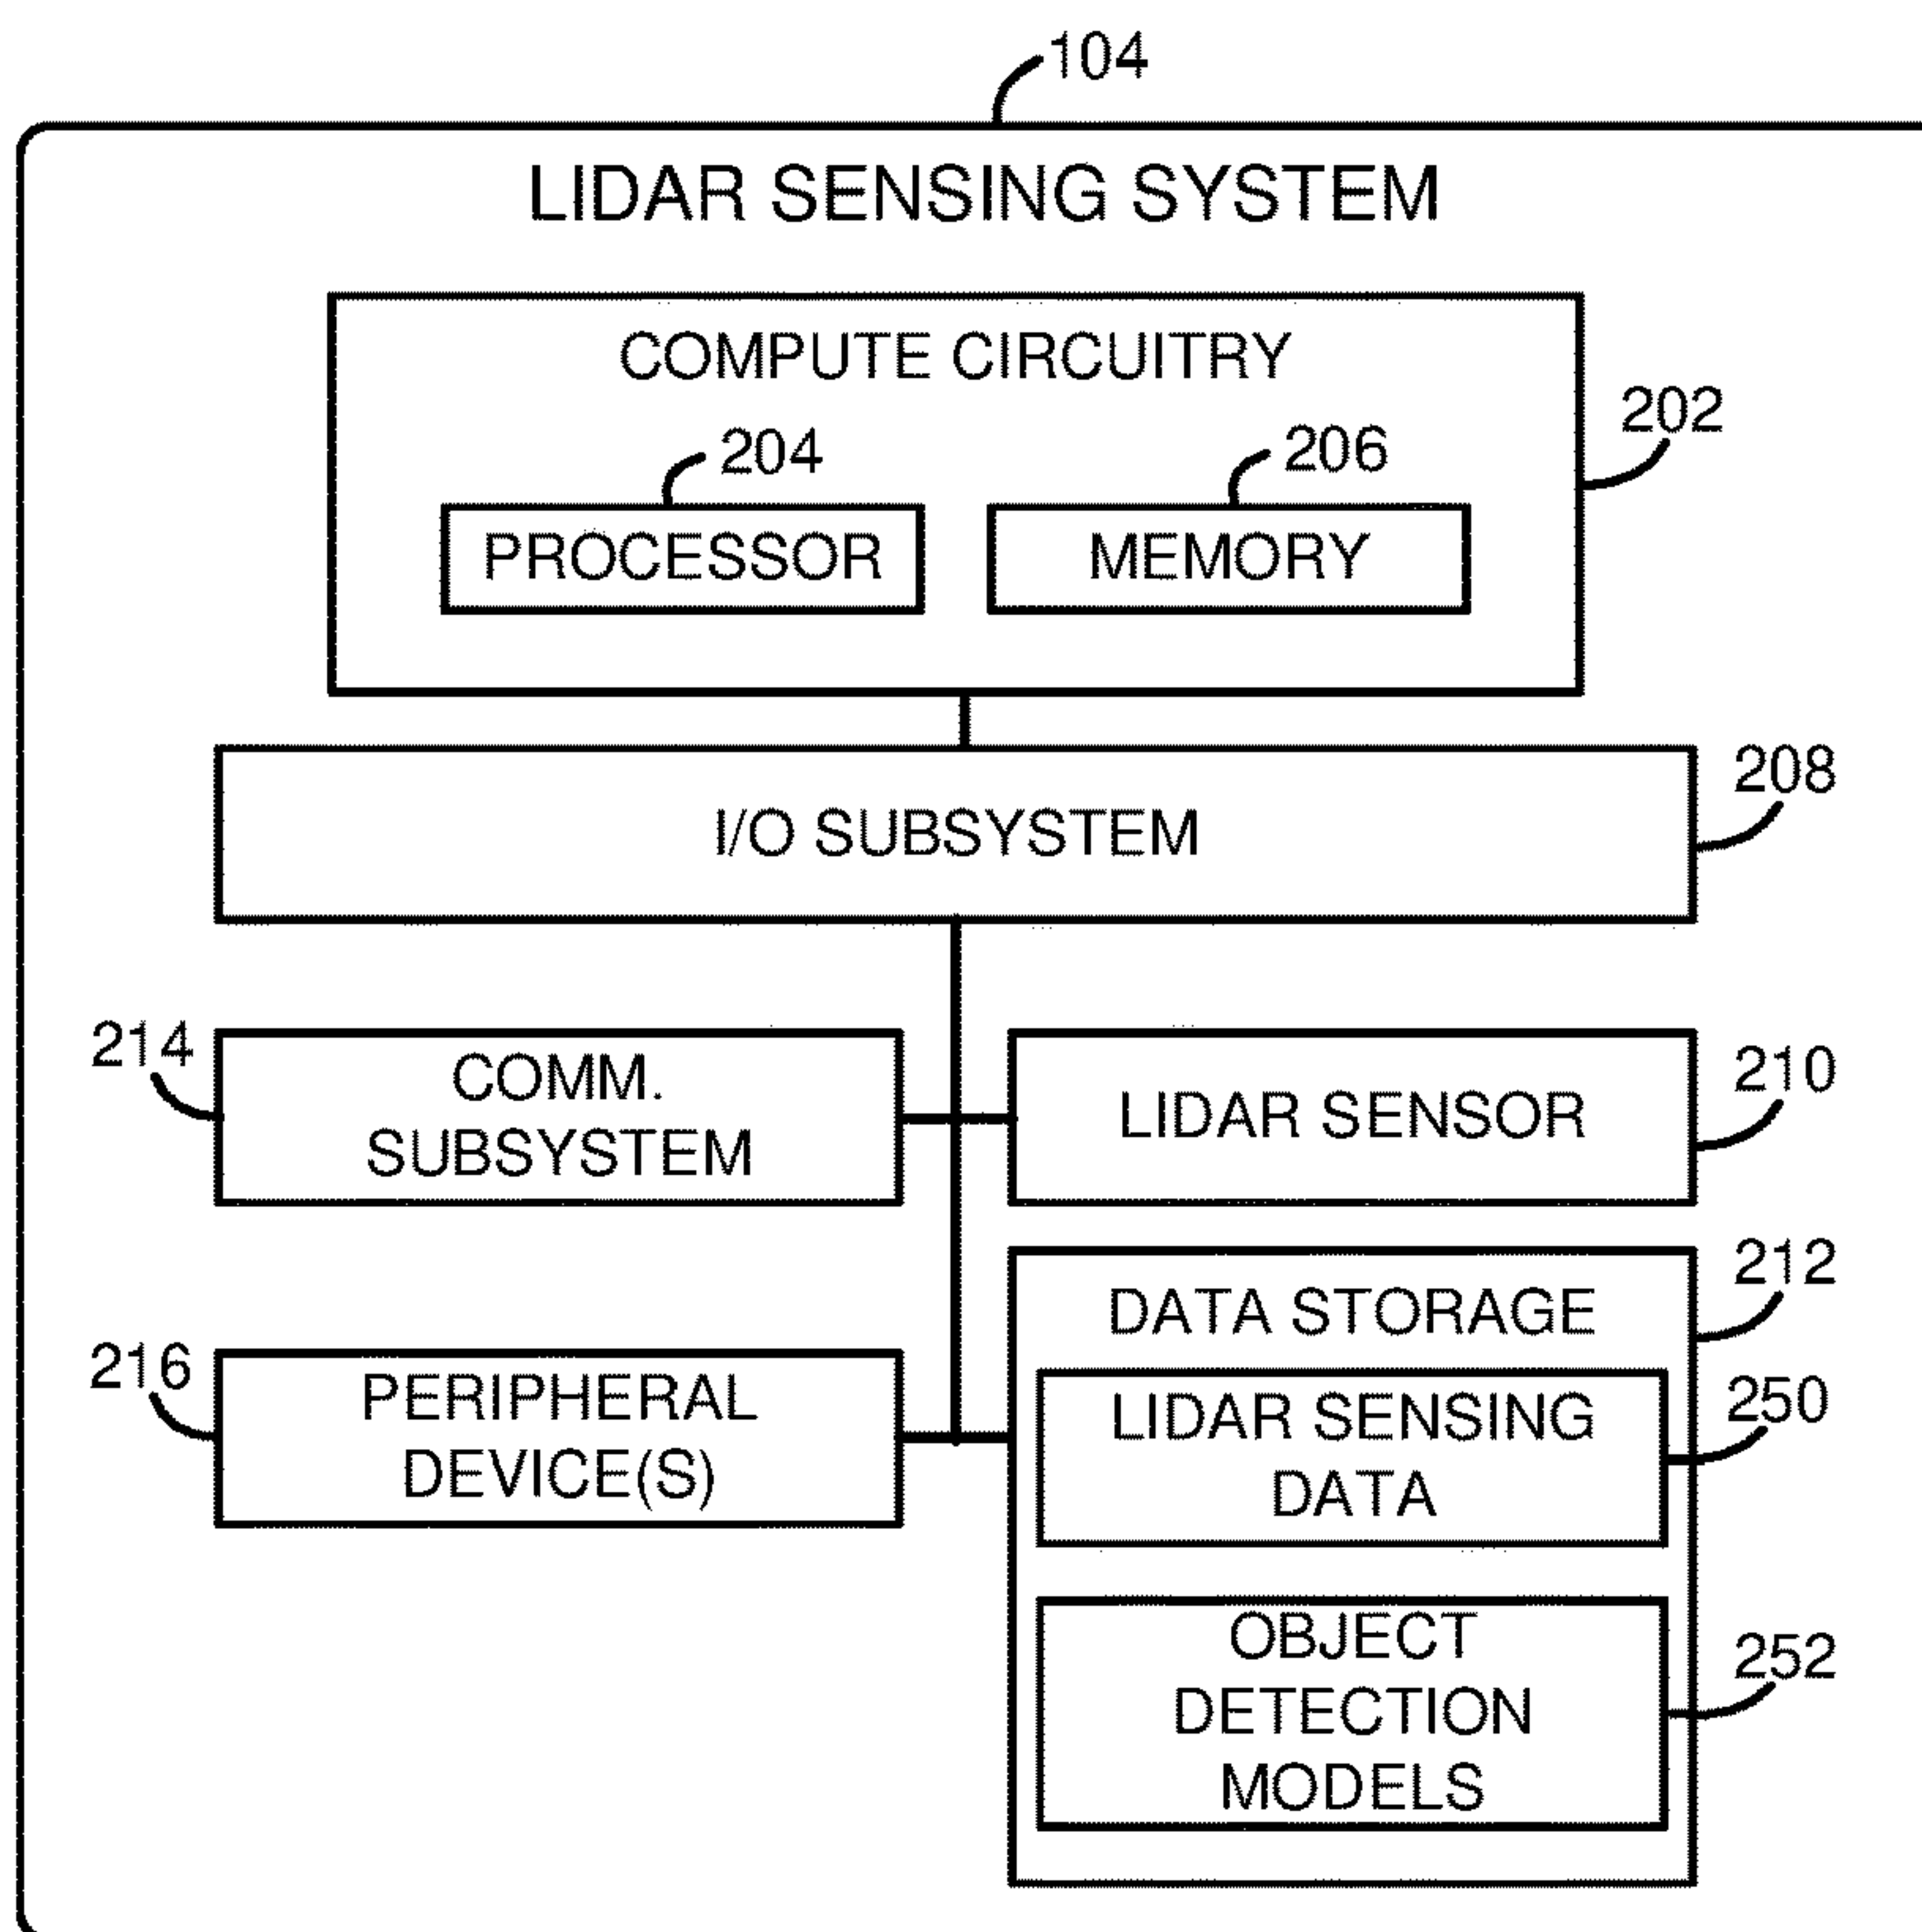 104
LIDAR SENSING SYSTEM
COMPUTE CIRCUITRY
202
204
206
PROCESSOR
MEMORY
208
I/O SUBSYSTEM
214
COMM.
SUBSYSTEM
210
LIDAR SENSOR
212
DATA STORAGE
216
PERIPHERAL
DEVICE(S)
250
LIDAR SENSING
DATA
252
OBJECT
DETECTION
MODELS